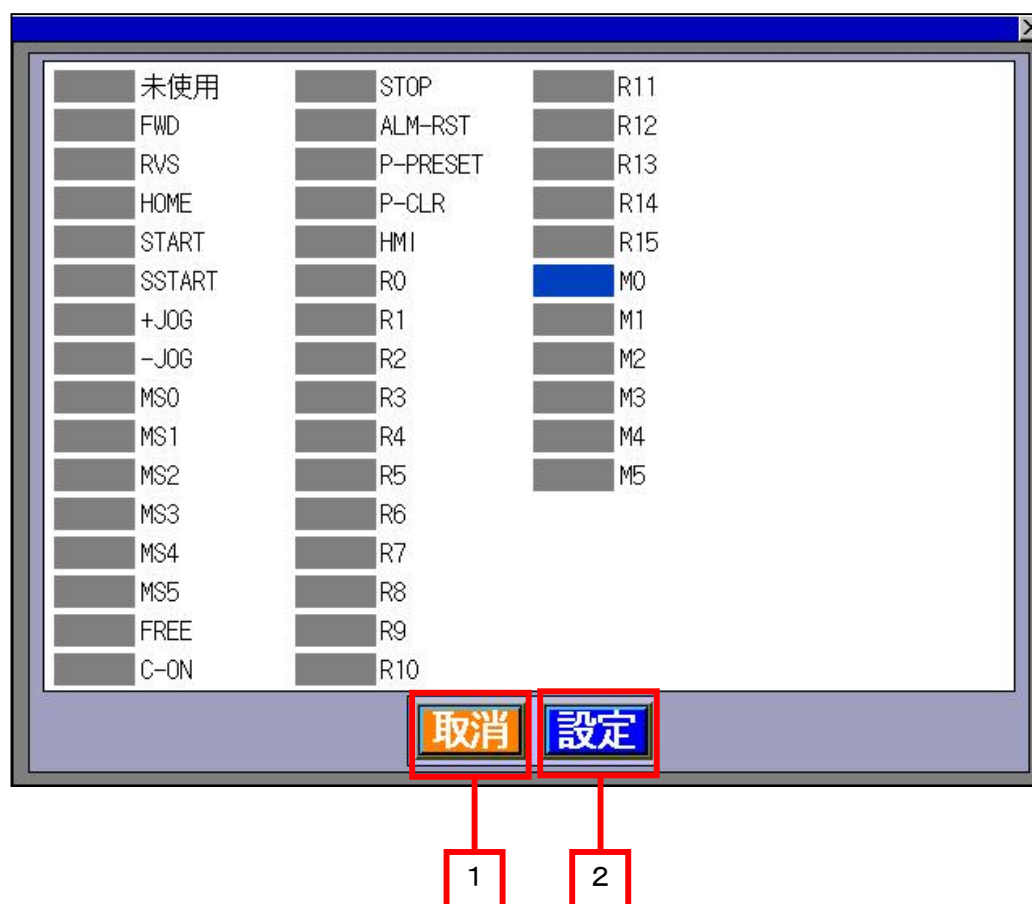 未使用
FWD
RVS
HOME
START
SSTART
+JOG
-JOG
MS0
MS1
MS2
MS3
MS4
MS5
FREE
C-ON
STOP
ALM-RST
P-PRESET
P-CLR
HMI
R0
R1
R2
R3
R4
R5
R6
R7
R8
R9
R10
R11
R12
R13
R14
R15
M0
M1
M2
M3
M4
M5
取消
設定
1
2